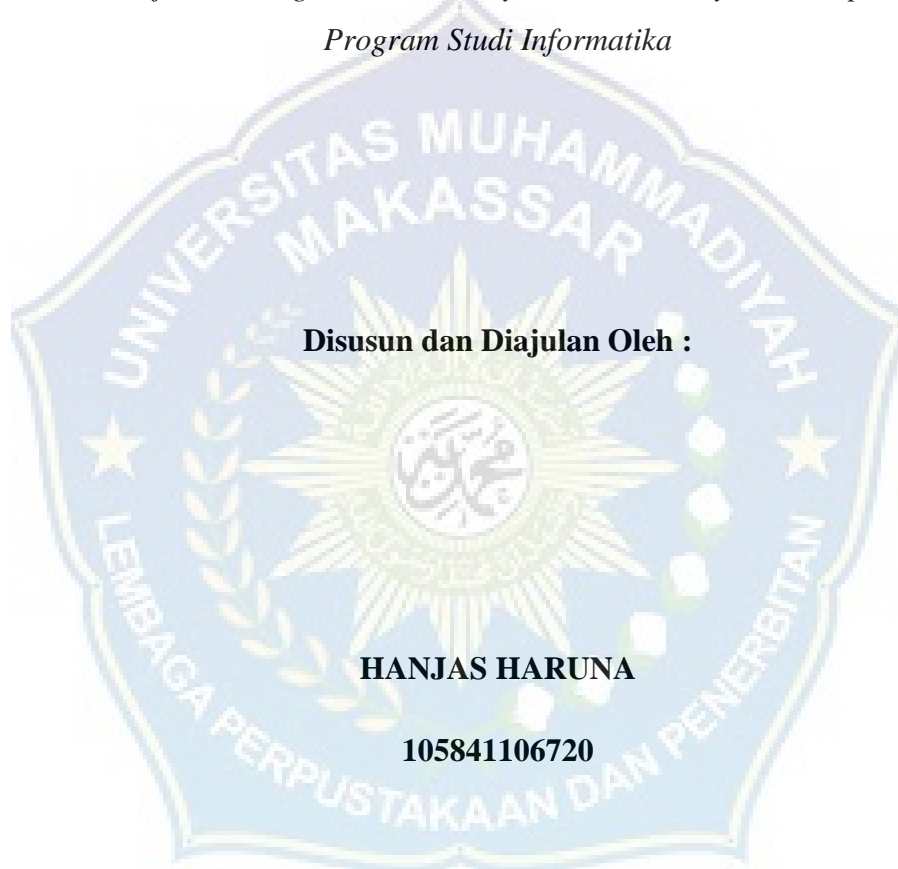 Program Studi Informatika
UNIVERSITAS MUHAMMADIYAH
MAKASSAR
Disusun dan Diajulan Oleh :
HANJAS HARUNA
105841106720
LEMBAGA PERPUSTAKAAN DAN PENERBITAN